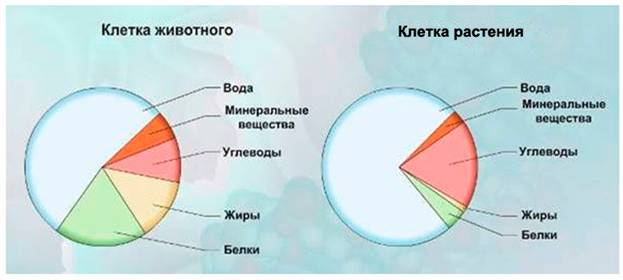 Клетка животного
Вода
Минеральные
вещества
Углеводы
Жиры
Белки
Клетка растения
Вода
Минеральные
вещества
Углеводы
Жиры
Белки